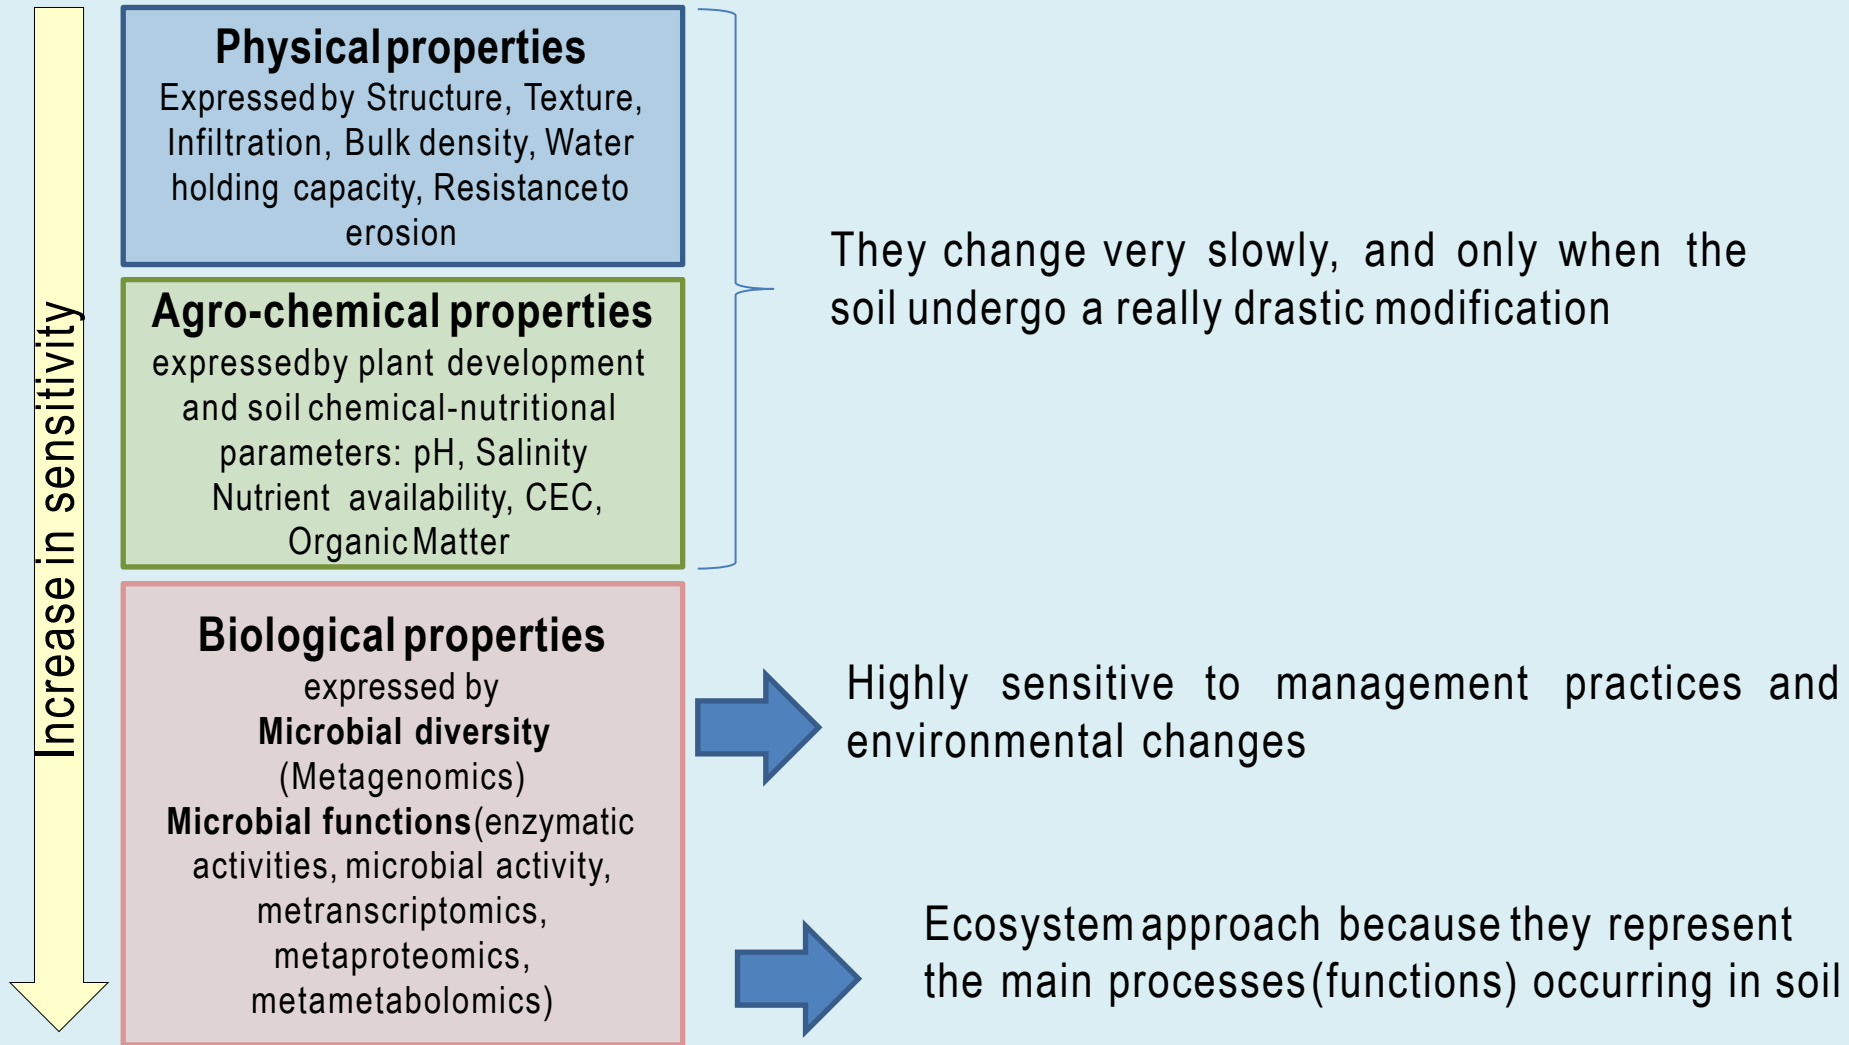 Increase in sensitivity
Physical properties
Expressed by Structure, Texture,
Infiltration, Bulk density, Water
holding capacity, Resistance to
erosion
Agro-chemical properties
expressedby plant development
and soil chemical-nutritional
parameters: pH, Salinity
Nutrient availability, CEC,
Organic Matter
They change very slowly, and only when the
soil undergo a really drastic modification
Biological properties
expressed by
Microbial diversity
(Metagenomics)
Microbial functions(enzymatic
activities, microbial activity,
metranscriptomics,
metaproteomics,
metametabolomics)
Highly sensitive to management practices and
environmental changes
Ecosystem approach because they represent
the main processes (functions) occurring in soil